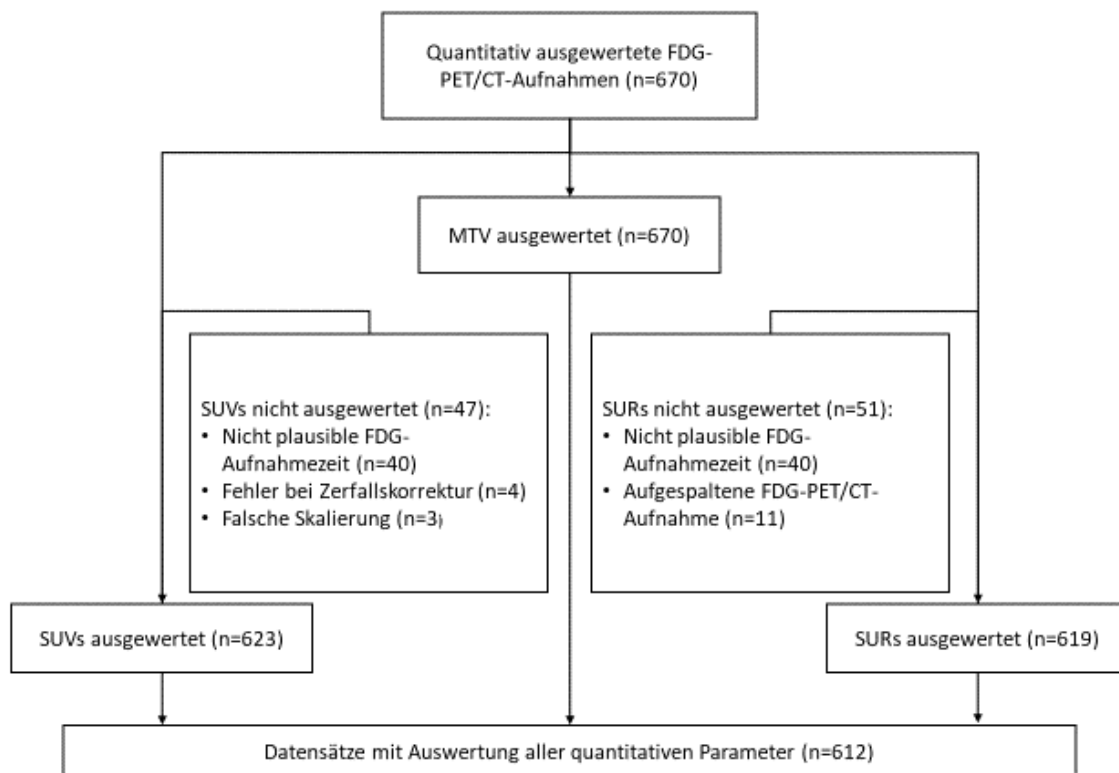 Quantitativ ausgewertete FDG-
PET/CT-Aufnahmen (n=670)
MTV ausgewertet (n=670)
SUVs nicht ausgewertet (n=47):
• Nicht plausible FDG-
Aufnahmezeit (n=40)
• Fehler bei Zerfallskorrektur (n=4)
• Falsche Skalierung (n=3)
SURs nicht ausgewertet (n=51):
• Nicht plausible FDG-
Aufnahmezeit (n=40)
• Aufgespaltene FDG-PET/CT-
Aufnahme (n=11)
SUVs ausgewertet (n=623)
SURs ausgewertet (n=619)
Datensätze mit Auswertung aller quantitativen Parameter (n=612)